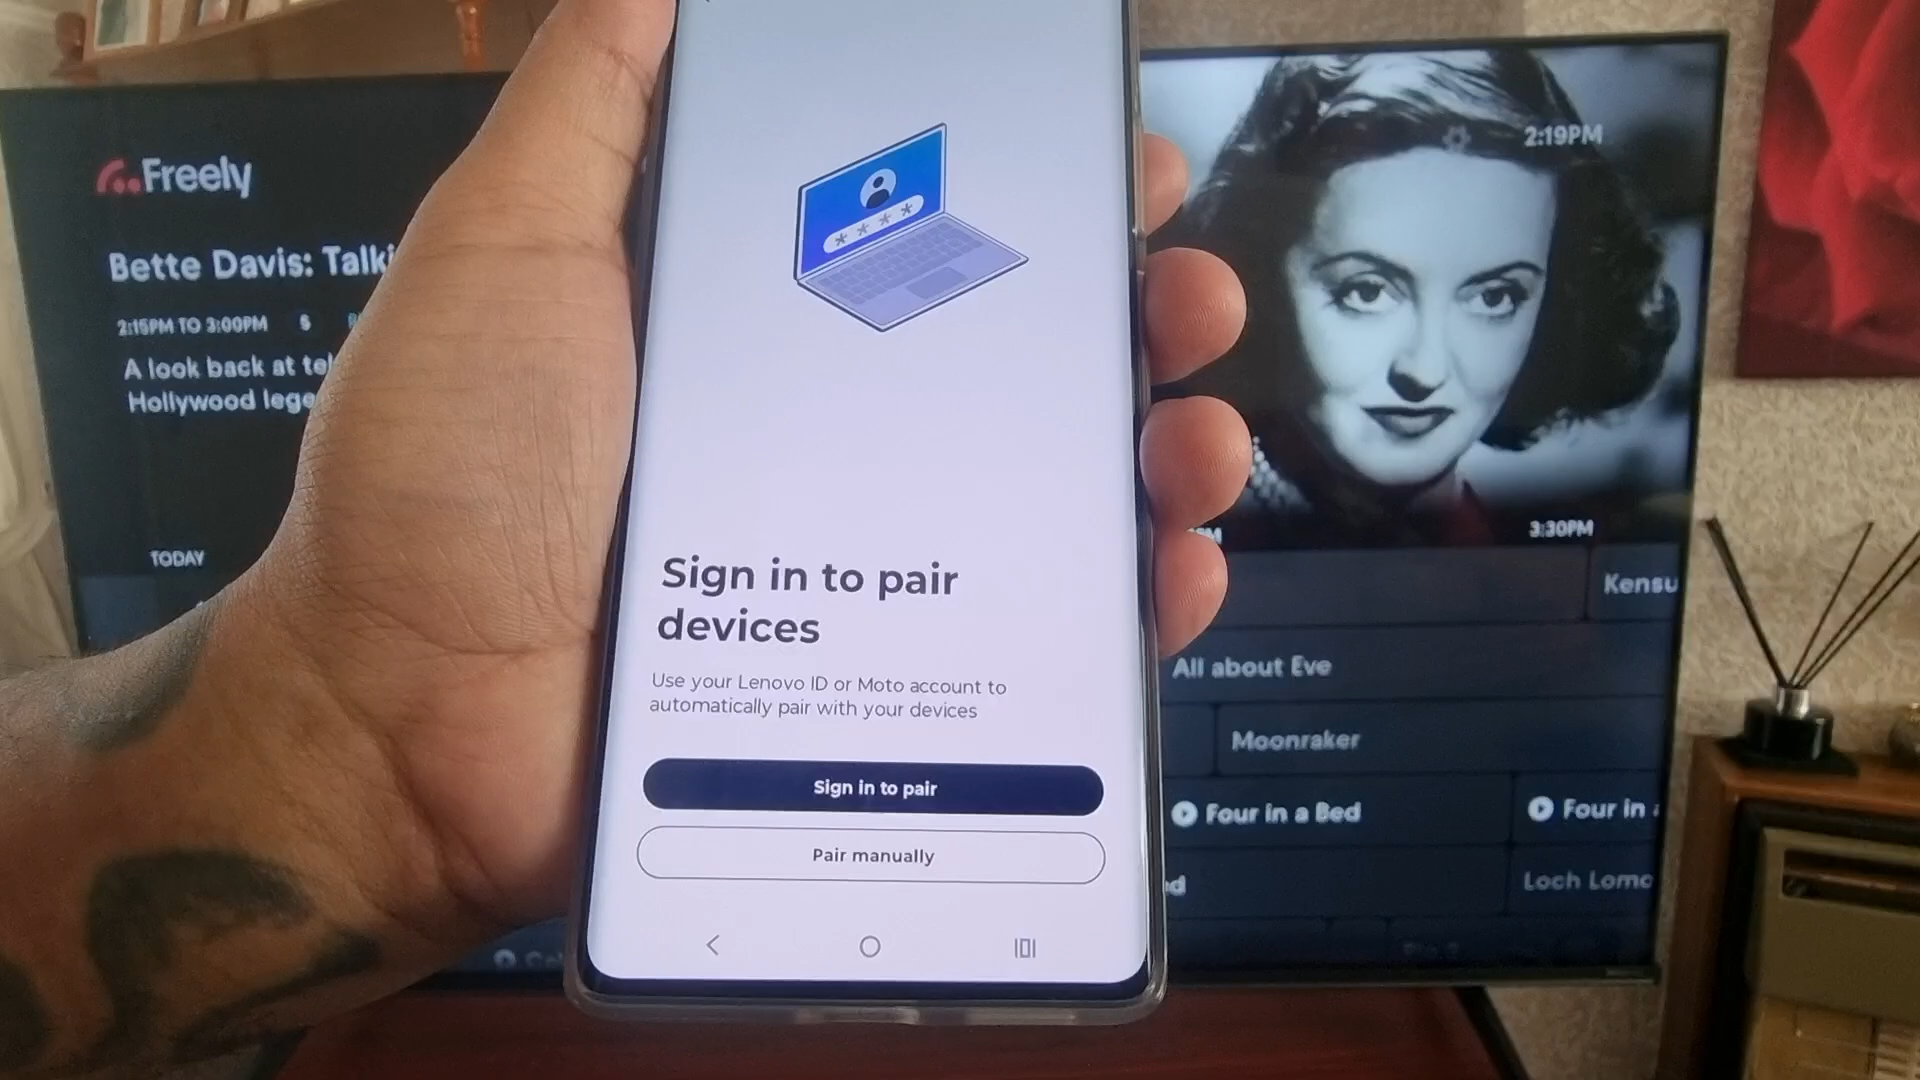 Freely
Bette Davis: Talki
2:15PM TO 3:00PM S
A look back at tel
Hollywood lege
TODAY
* * * *
Sign in to pair
devices
Use your Lenovo ID or Moto account to
automatically pair with your devices
Sign in to pair
Pair manually
2:19PM
3:30PM
Kensu
All about Eve
Moonraker
Four in a Bed
Four in
Loch Lomo